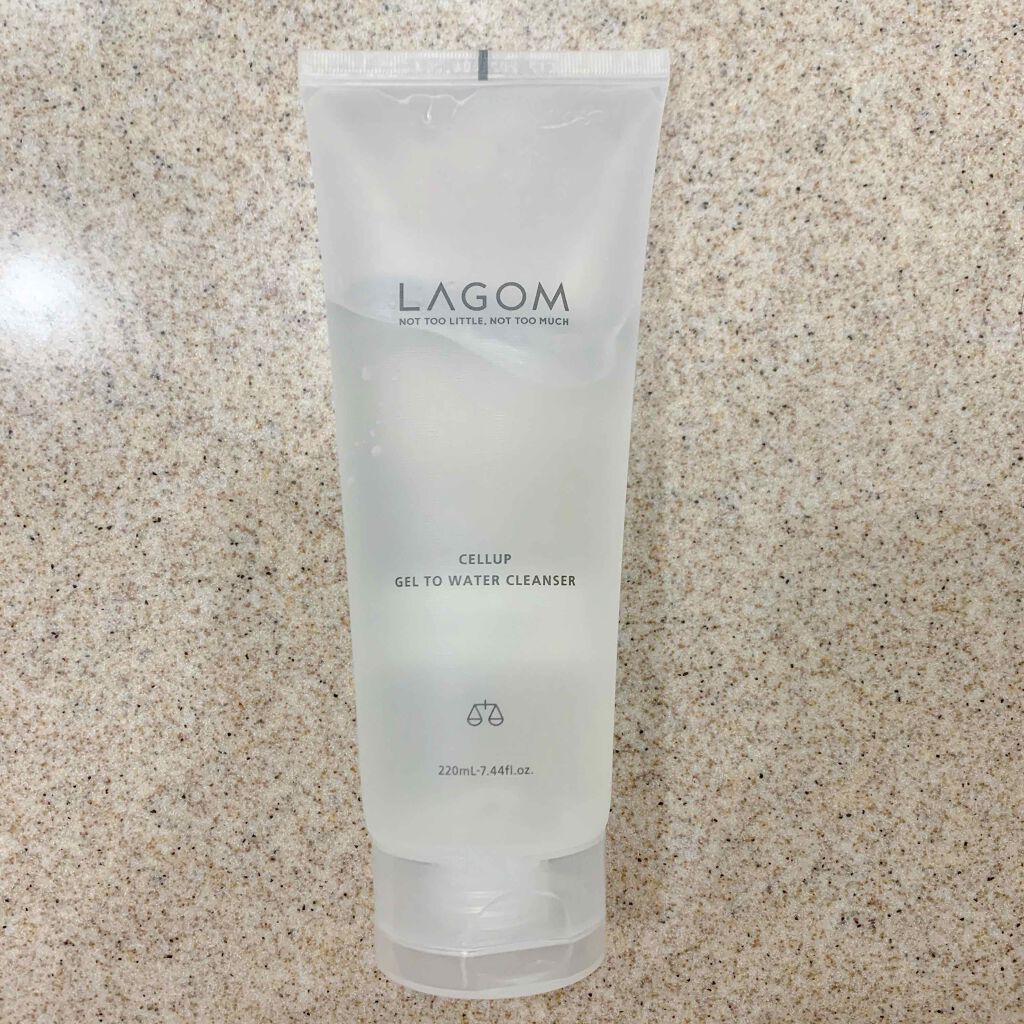 LAGOM
NOT TOO LITTLE, NOT TOO MUCH
CELLUP
GEL TO WATER CLEANSER
220mL-7.44fl.oz.